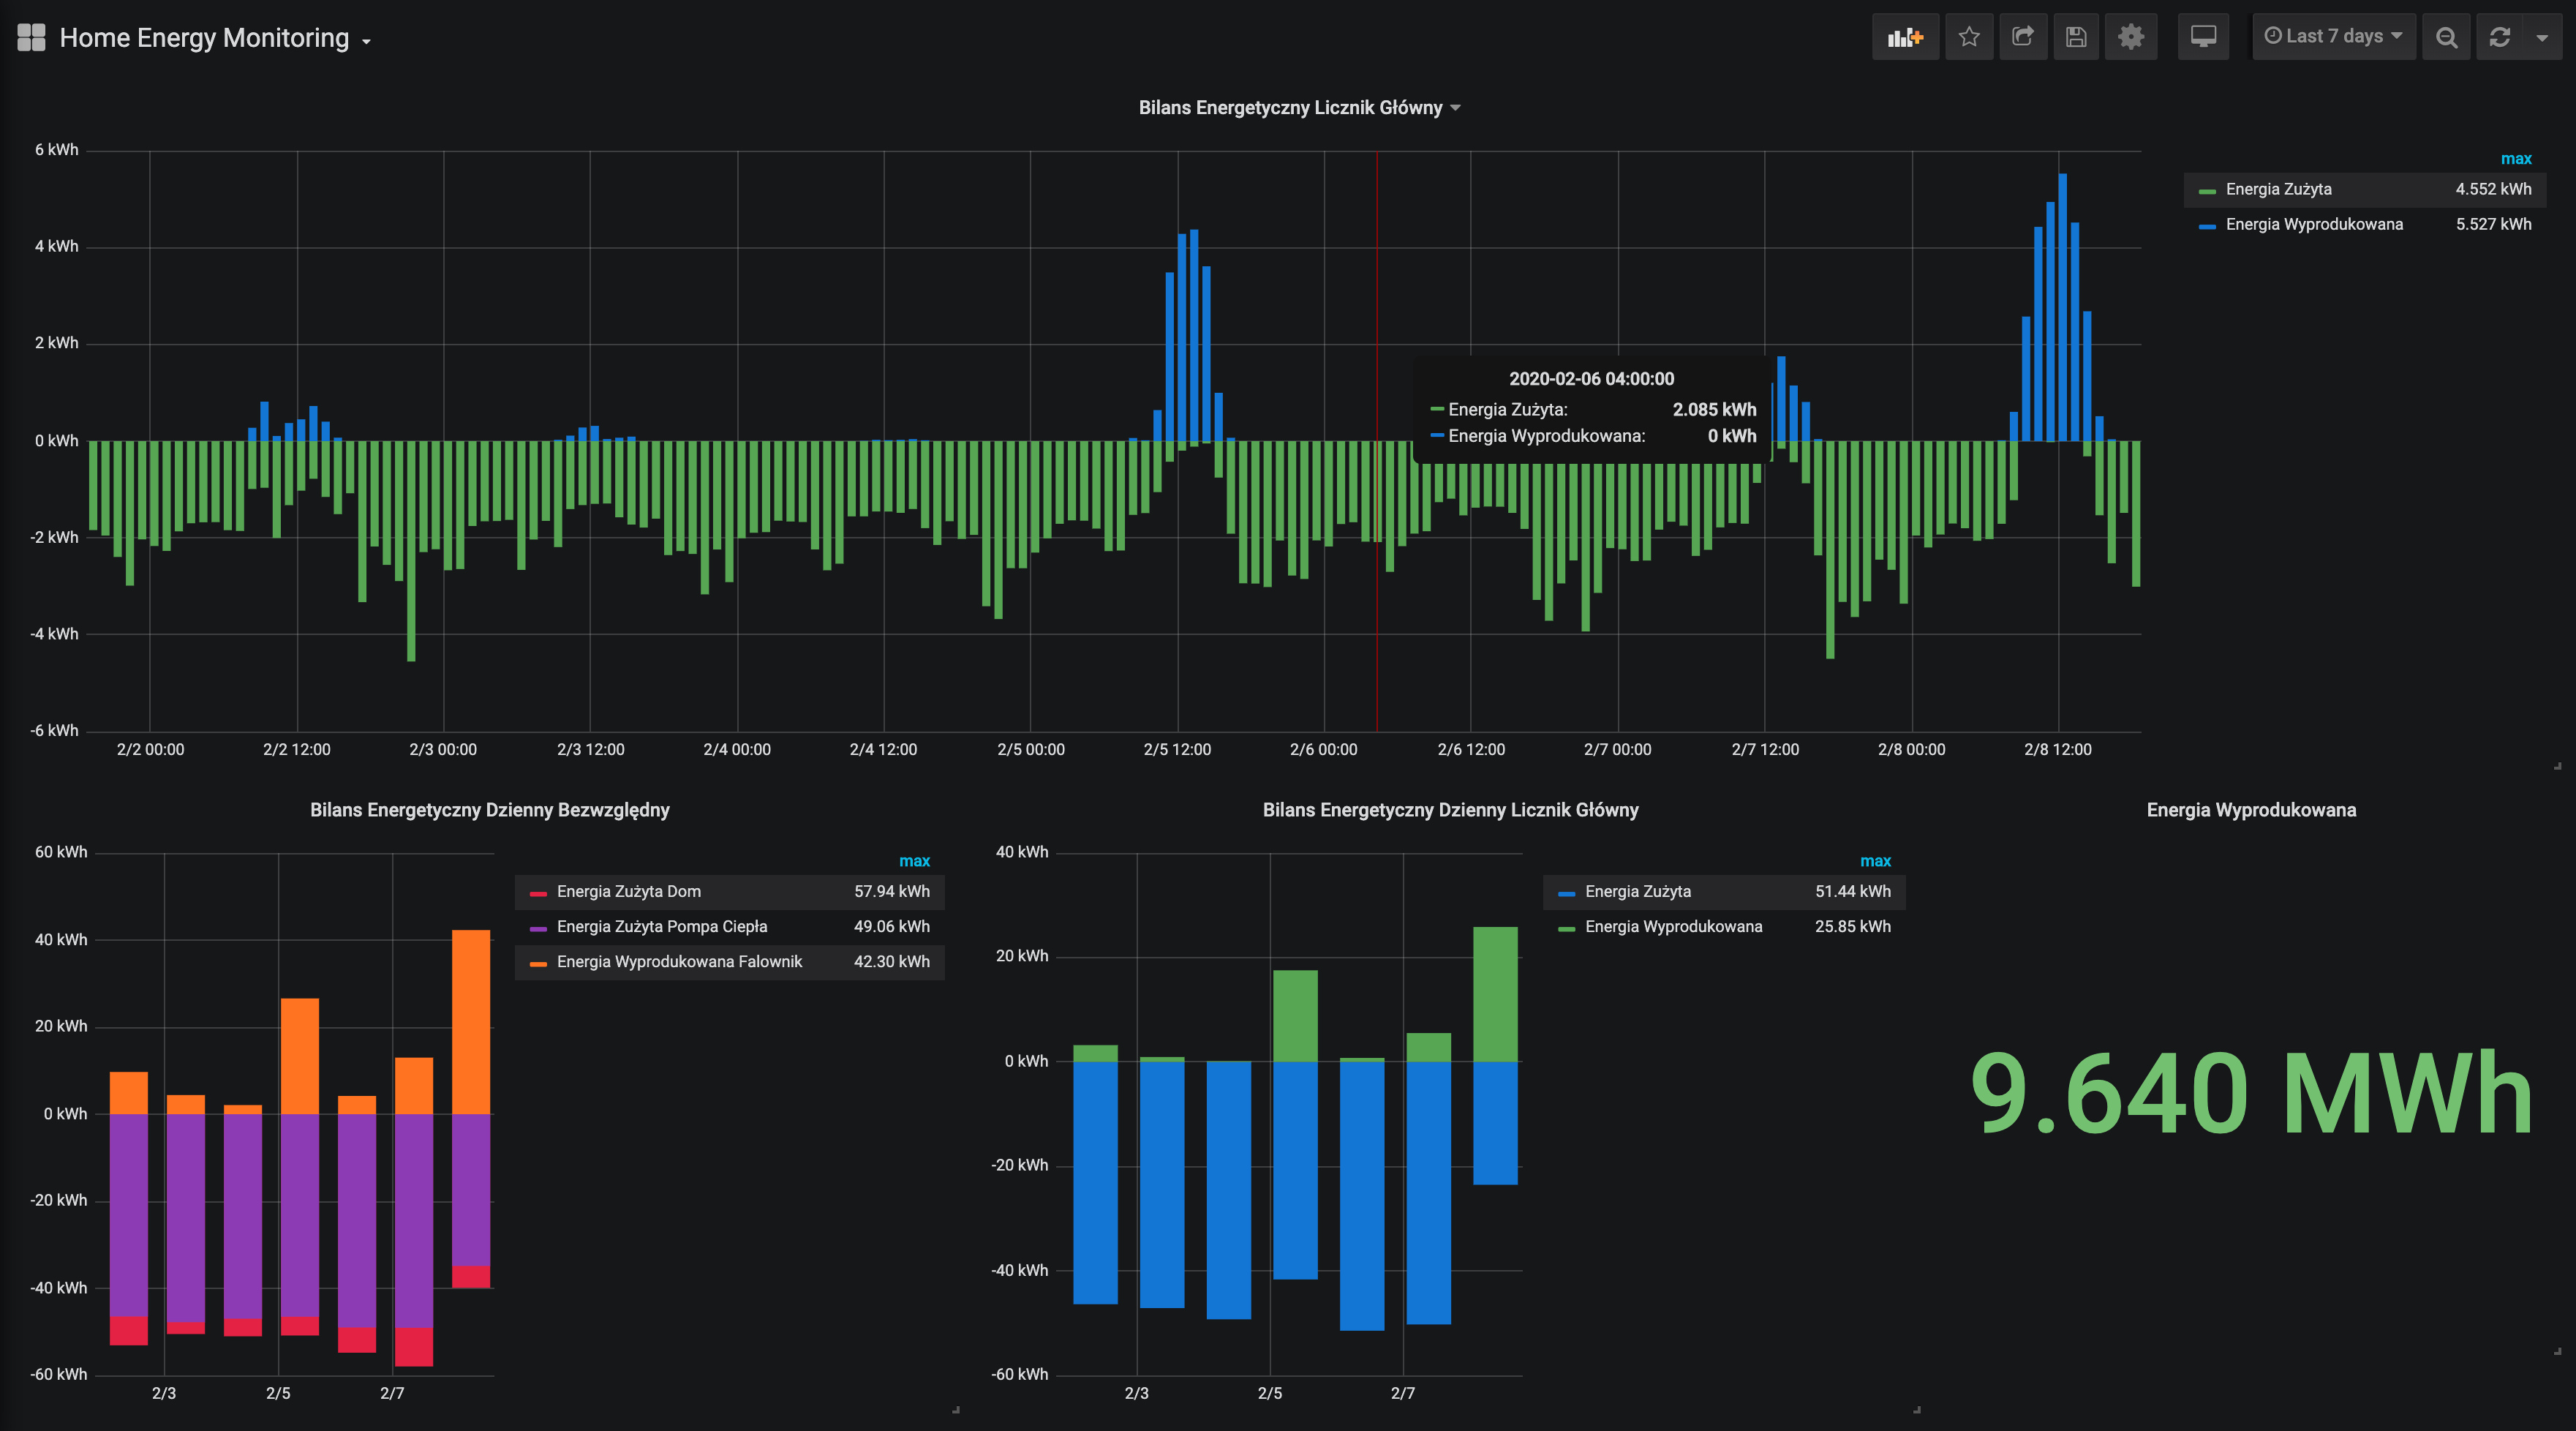 Home Energy Monitoring
Last 7 days
Bilans Energetyczny Licznik Główny
6 kWh
4 kWh
2 kWh
0 kWh
-2 kWh
-4 kWh
-6 kWh
2/2 00:00 2/2 12:00 2/3 00:00 2/3 12:00 2/4 00:00 2/4 12:00 2/5 00:00 2/5 12:00 2/6 00:00 2/6 12:00 2/7 00:00 2/7 12:00 2/8 00:00 2/8 12:00
2020-02-06 04:00:00
Energia Zużyta: 2.085 kWh
Energia Wyprodukowana: 0 kWh
max
Energia Zużyta 4.552 kWh
Energia Wyprodukowana 5.527 kWh
Bilans Energetyczny Dzienny Bezwzględny
60 kWh
40 kWh
20 kWh
0 kWh
-20 kWh
-40 kWh
-60 kWh
2/3 2/5 2/7
max
Energia Zużyta Dom 57.94 kWh
Energia Zużyta Pompa Ciepła 49.06 kWh
Energia Wyprodukowana Falownik 42.30 kWh
Bilans Energetyczny Dzienny Licznik Główny
40 kWh
20 kWh
0 kWh
-20 kWh
-40 kWh
-60 kWh
2/3 2/5 2/7
max
Energia Zużyta 51.44 kWh
Energia Wyprodukowana 25.85 kWh
Energia Wyprodukowana
9.640 MWh